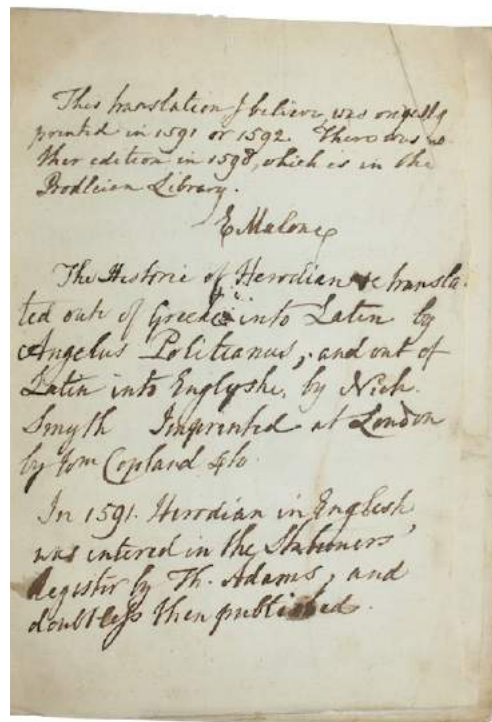 This translation I believe, was originally
printed in 1591 or 1592. There was no
ther edition in 1598, which is in the
Bodleian Library.
E Malone
The Historie of Herodian &c transla-
ted oute of Greeke into Latin by
Angelus Politianus, and out of
Latin into Englyshe, by Nich.
Smyth Imprinted at London
by Wm Copland 4to.
In 1591. Herodian in English
was intered in the Stationers'
Register by Th. Adams, and
doubtless then published.